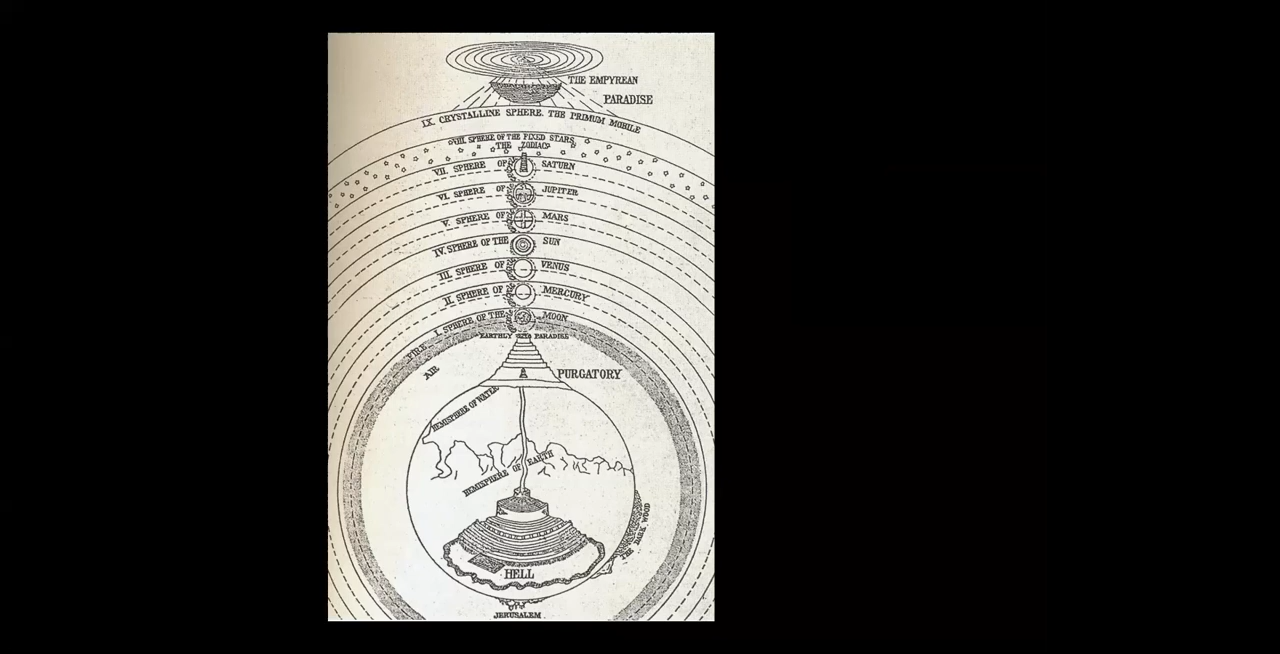 THE EMPYREAN
PARADISE
IX. CRYSTALLINE SPHERE. THE PRIMUM MOBILE
VIII. SPHERE OF THE FIXED STARS
THE ZODIAC
VII. SPHERE OF SATURN
VI. SPHERE OF JUPITER
V. SPHERE OF MARS
IV. SPHERE OF THE SUN
III. SPHERE OF VENUS
II. SPHERE OF MERCURY
I. SPHERE OF THE MOON
EARTHLY PARADISE
FIRE
AIR
PURGATORY
HEMISPHERE OF WATER
HEMISPHERE OF EARTH
THE DARK WOOD
HELL
JERUSALEM